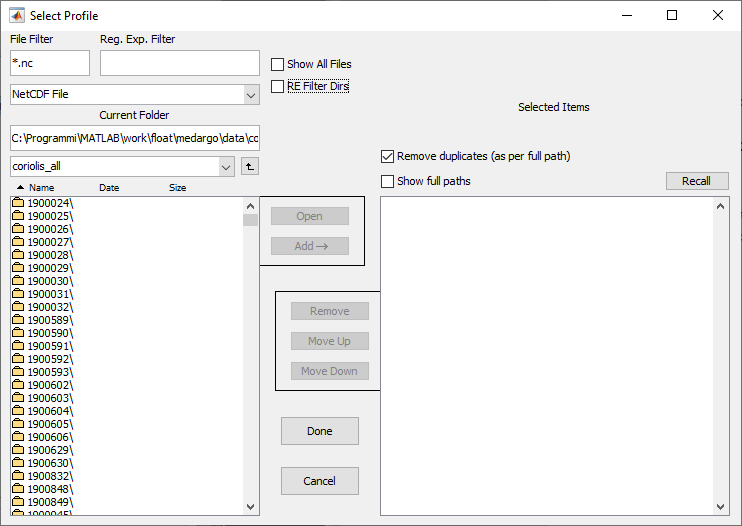 Select Profile
File Filter
Reg. Exp. Filter
*.nc
Show All Files
RE Filter Dirs
NetCDF File
Selected Items
Current Folder
C:\Programmi\MATLAB\work\float\medargo\data\co
Remove duplicates (as per full path)
coriolis_all
Show full paths
Recall
Name Date Size
1900024\
1900025\
1900026\
1900027\
1900028\
1900029\
1900030\
1900031\
1900032\
1900589\
1900590\
1900591\
1900592\
1900593\
1900602\
1900603\
1900604\
1900605\
1900606\
1900629\
1900630\
1900832\
1900848\
1900849\
Open
Add →
Remove
Move Up
Move Down
Done
Cancel